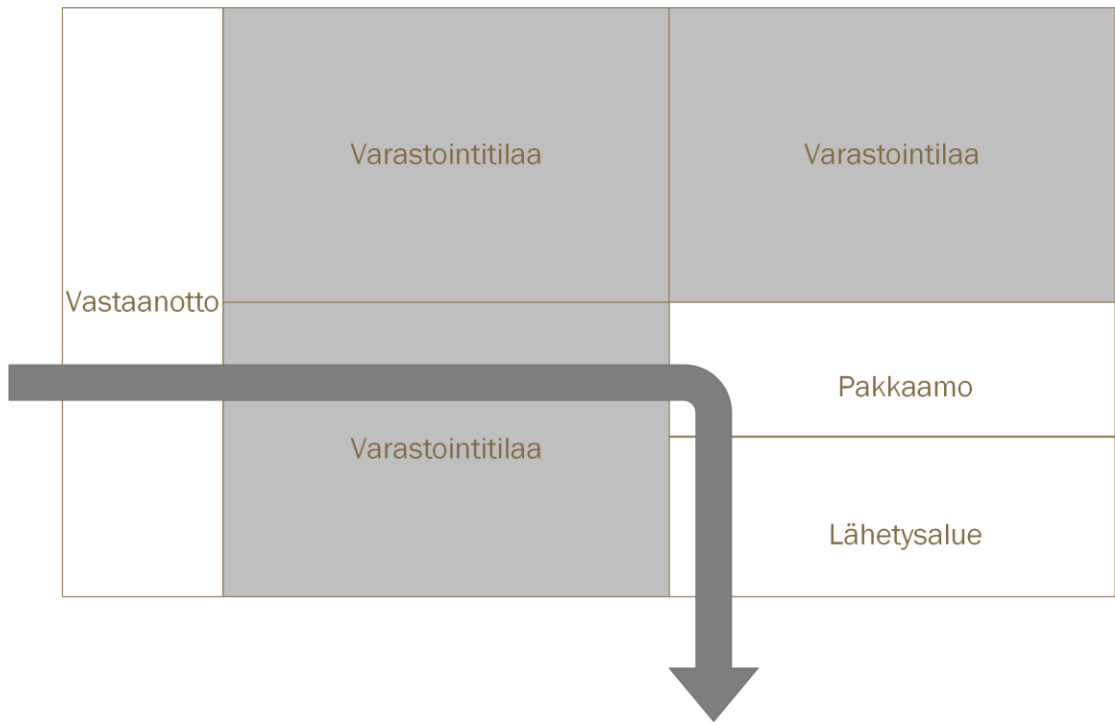 Varastointitilaa
Varastointilaa
Vastaanotto
Pakkaamo
Varastointitilaa
Lähetysalue